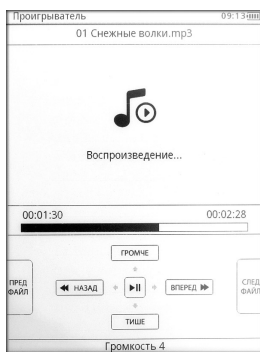 Проигрыватель 09:13
01 Снежные волки.mp3
Воспроизведение...
00:01:30 00:02:28
ГРОМЧЕ
ПРЕД ФАЙЛ
НАЗАД
ВПЕРЕД
СЛЕД ФАЙЛ
ТИШЕ
Громкость 4